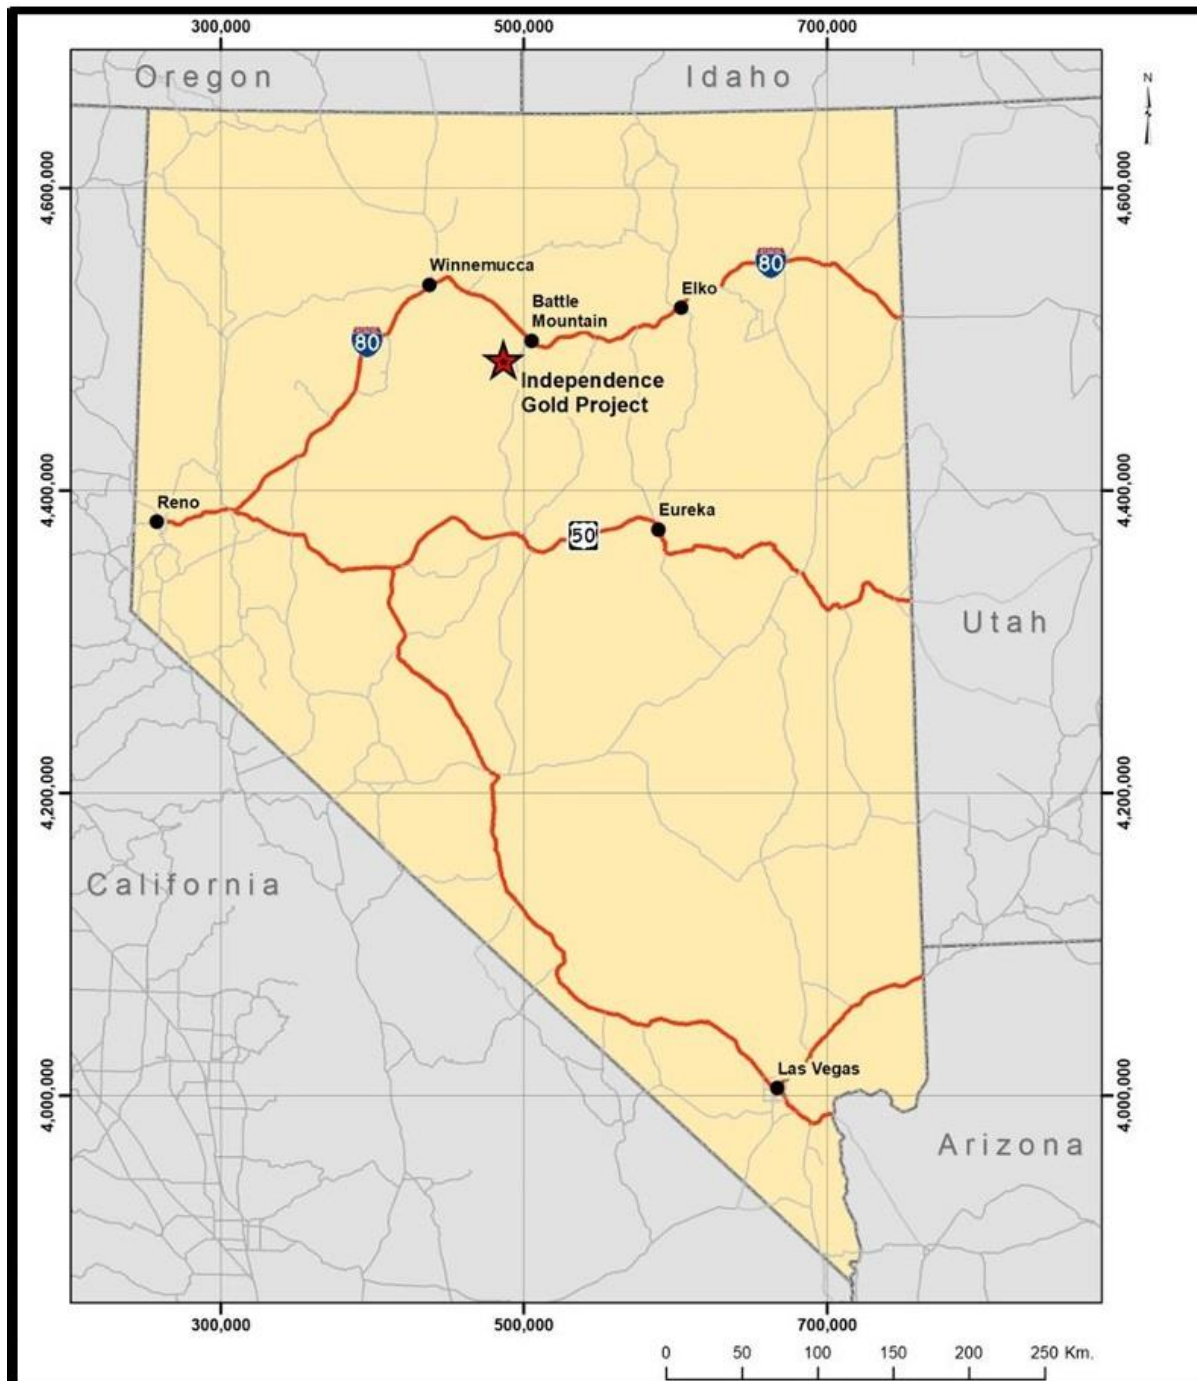 300,000
500,000
700,000
Oregon
Idaho
N
4,600,000
4,600,000
Winnemucca
80
Elko
Battle
Mountain
80
Independence
Gold Project
4,400,000
4,400,000
Reno
Eureka
50
Utah
4,200,000
4,200,000
California
Las Vegas
4,000,000
4,000,000
Arizona
300,000
500,000
700,000
0 50 100 150 200 250 Km.